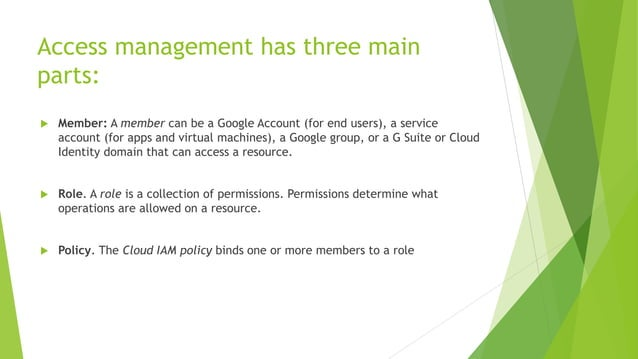 Access management has three main
parts:
Member: A member can be a Google Account (for end users), a service
account (for apps and virtual machines), a Google group, or a G Suite or Cloud
Identity domain that can access a resource.
Role. A role is a collection of permissions. Permissions determine what
operations are allowed on a resource.
Policy. The Cloud IAM policy binds one or more members to a role